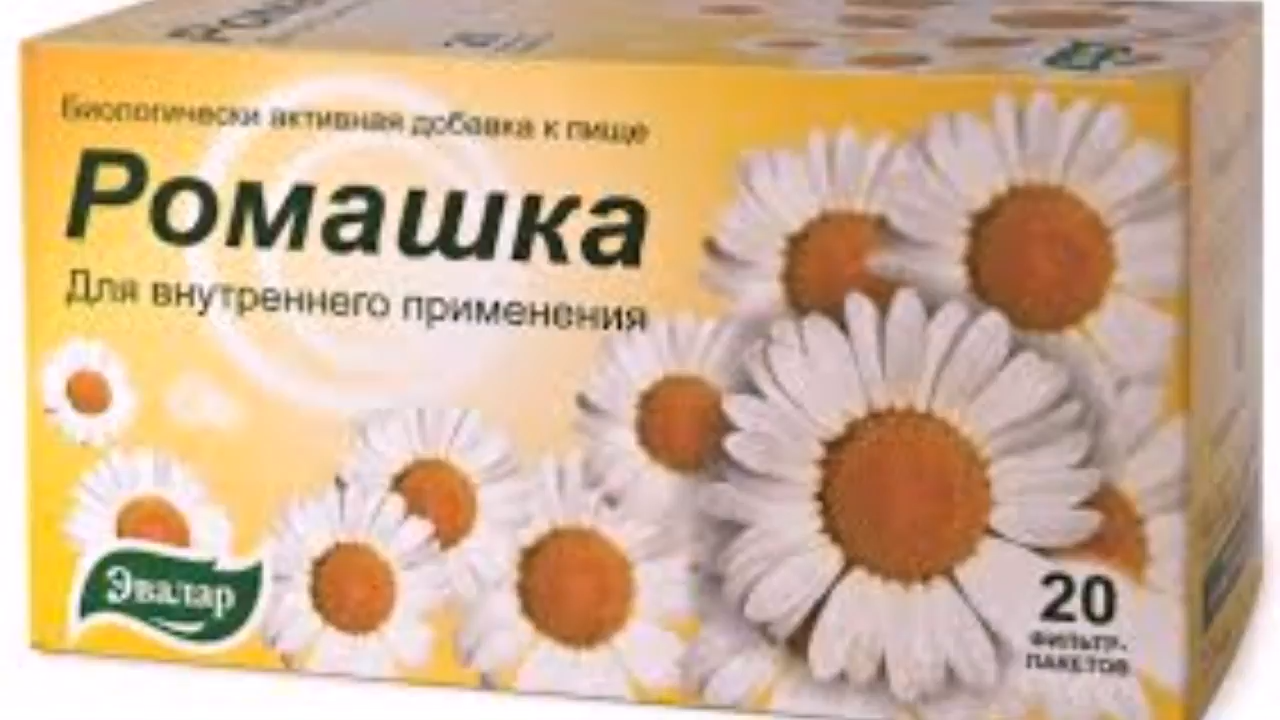 Биологически активная добавка к пище
Ромашка
Для внутреннего применения
Эвалар
20
ФИЛЬТР-
ПАКЕТОВ